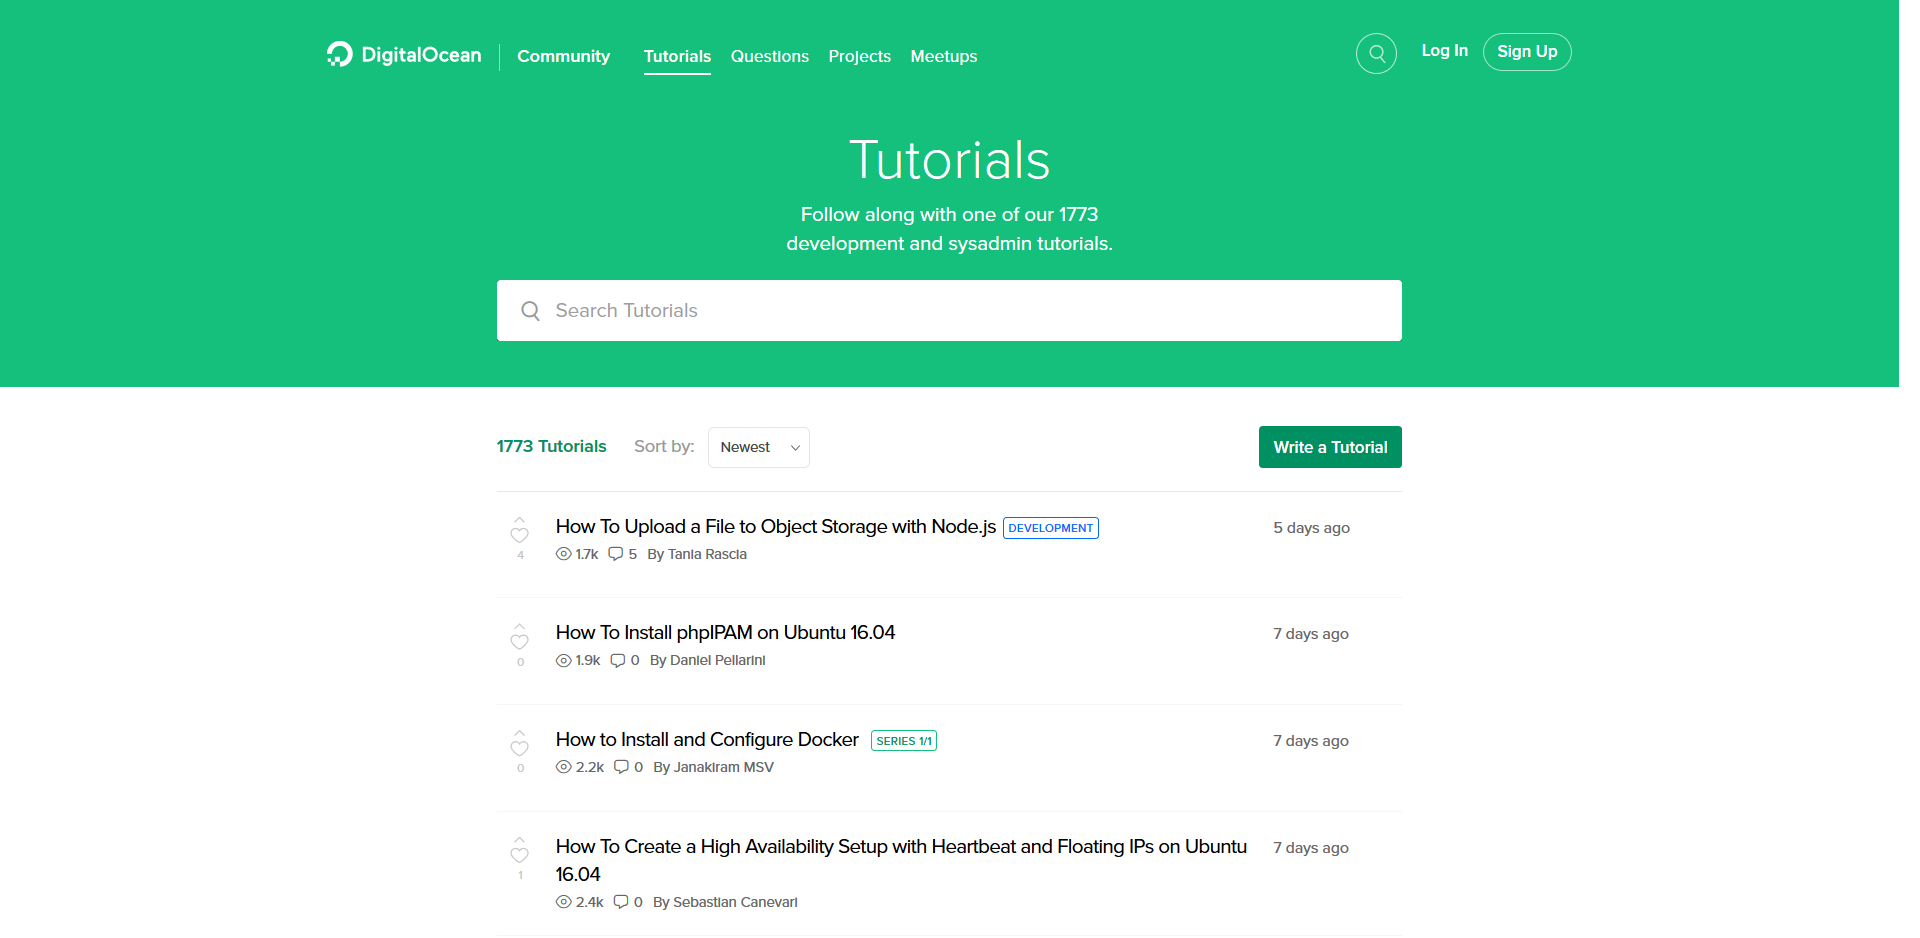 DigitalOcean Community Tutorials Questions Projects Meetups Log In Sign Up
Tutorials
Follow along with one of our 1773
development and sysadmin tutorials.
Search Tutorials
1773 Tutorials Sort by: Newest Write a Tutorial
How To Upload a File to Object Storage with Node.js DEVELOPMENT 5 days ago
4 1.7k 5 By Tania Rascia
How To Install phpIPAM on Ubuntu 16.04 7 days ago
0 1.9k 0 By Daniel Pellarini
How to Install and Configure Docker SERIES 1/1 7 days ago
0 2.2k 0 By Janakiram MSV
How To Create a High Availability Setup with Heartbeat and Floating IPs on Ubuntu 7 days ago
1 16.04
2.4k 0 By Sebastian Canevari